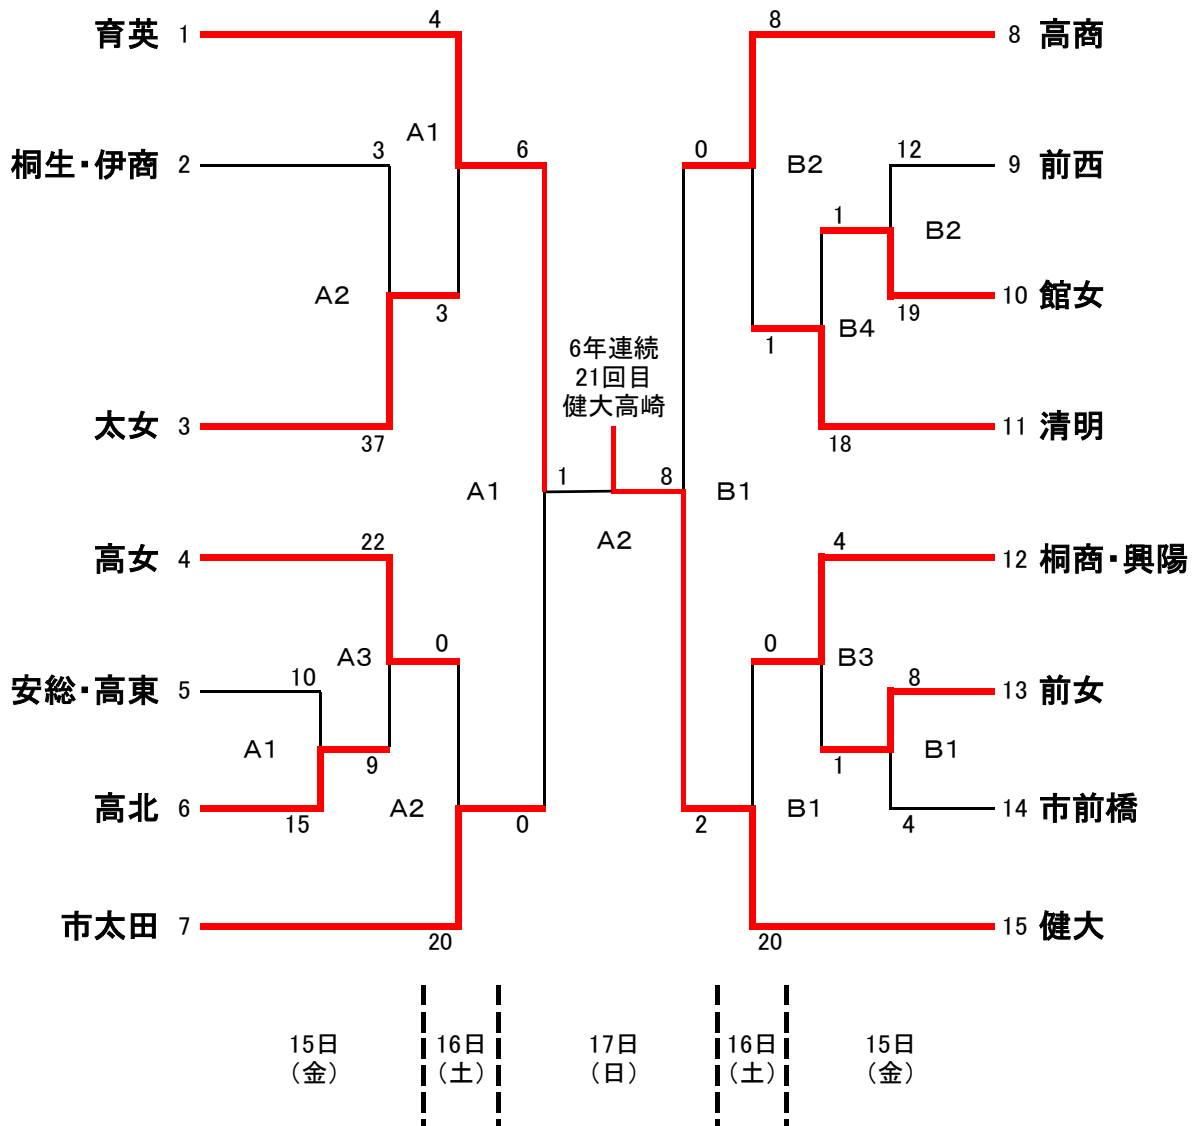 4 8
育英 1 8 高商
A1
桐生・伊商 2 3 6 0 B2 12 9 前西
1 B2
A2 3 10 館女
19
1 B4
6年連続
21回目
健大高崎
太女 3 11 清明
37 18
A1 1 8 B1
A2
22 4
高女 4 12 桐商・興陽
A3 0 0 B3
安総・高東 5 10 8 13 前女
A1 9 1 B1
高北 6 A2 B1 14 市前橋
15 0 2 4
市太田 7 15 健大
20 20
15日 16日 17日 16日 15日
（金） （土） （日） （土） （金）